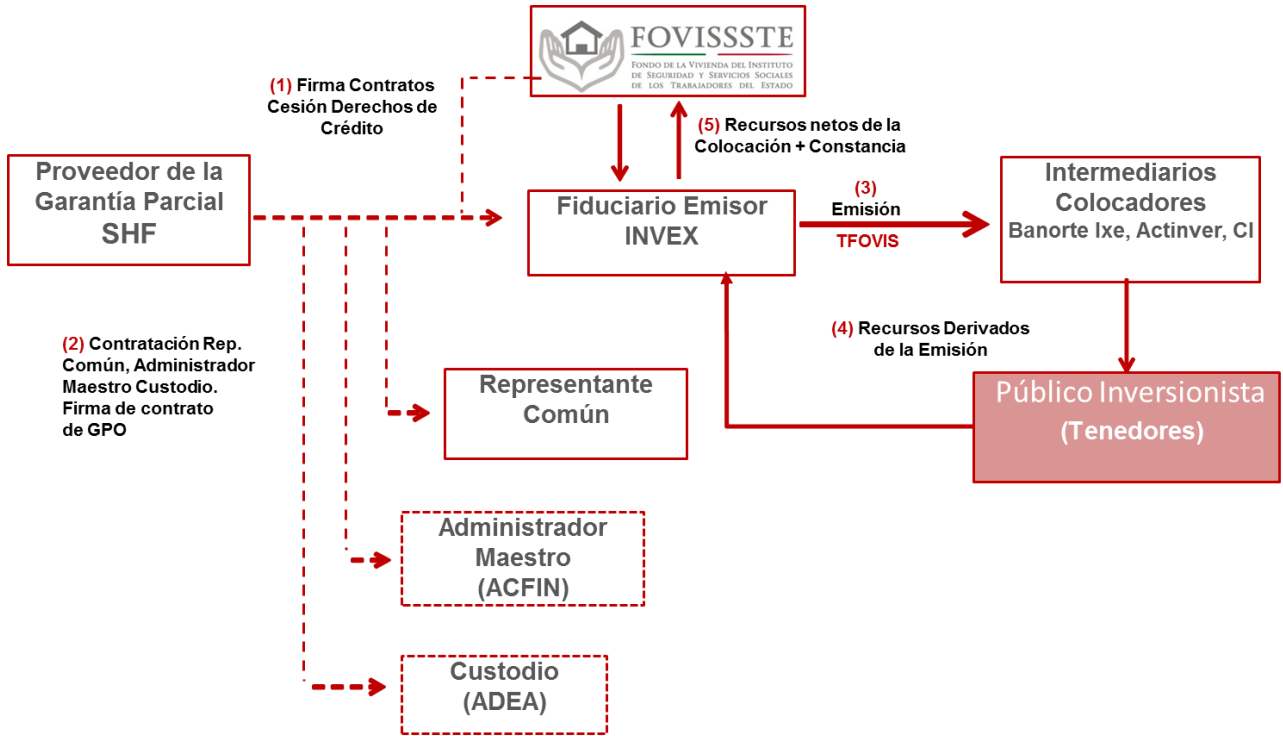 FOVISSSTE
FONDO DE LA VIVIENDA DEL INSTITUTO
DE SEGURIDAD Y SERVICIOS SOCIALES
DE LOS TRABAJADORES DEL ESTADO
(1) Firma Contratos
Cesión Derechos de
Crédito
(5) Recursos netos de la
Colocación + Constancia
Proveedor de la
Garantía Parcial
SHF
Fiduciario Emisor
INVEX
(3)
Emisión
TFOVIS
Intermediarios
Colocadores
Banorte Ixe, Actinver, CI
(2) Contratación Rep.
Común, Administrador
Maestro Custodio.
Firma de contrato
de GPO
(4) Recursos Derivados
de la Emisión
Representante
Común
Público Inversionista
(Tenedores)
Administrador
Maestro
(ACFIN)
Custodio
(ADEA)